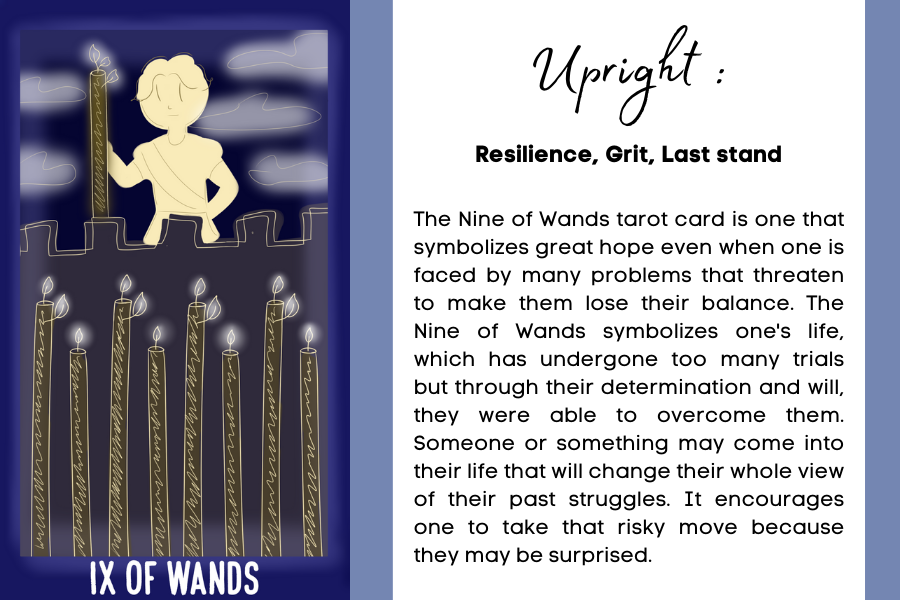 Upright :
Resilience, Grit, Last stand
The Nine of Wands tarot card is one that
symbolizes great hope even when one is
faced by many problems that threaten
to make them lose their balance. The
Nine of Wands symbolizes one's life,
which has undergone too many trials
but through their determination and will,
they were able to overcome them.
Someone or something may come into
their life that will change their whole view
of their past struggles. It encourages
one to take that risky move because
they may be surprised.
IX OF WANDS